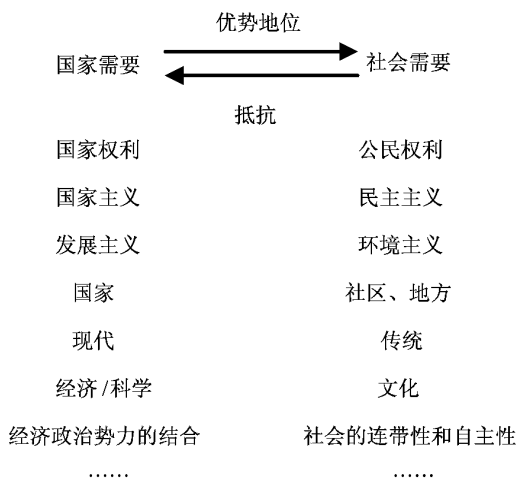 优势地位
国家需要 社会需要
抵抗
国家权利 公民权利
国家主义 民主主义
发展主义 环境主义
国家 社区、地方
现代 传统
经济/科学 文化
经济政治势力的结合 社会的连带性和自主性
…… ……